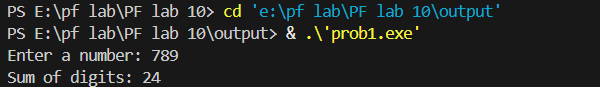 PS E:\pf lab\PF lab 10> cd 'e:\pf lab\PF lab 10\output'
PS E:\pf lab\PF lab 10\output> & .\'prob1.exe'
Enter a number: 789
Sum of digits: 24